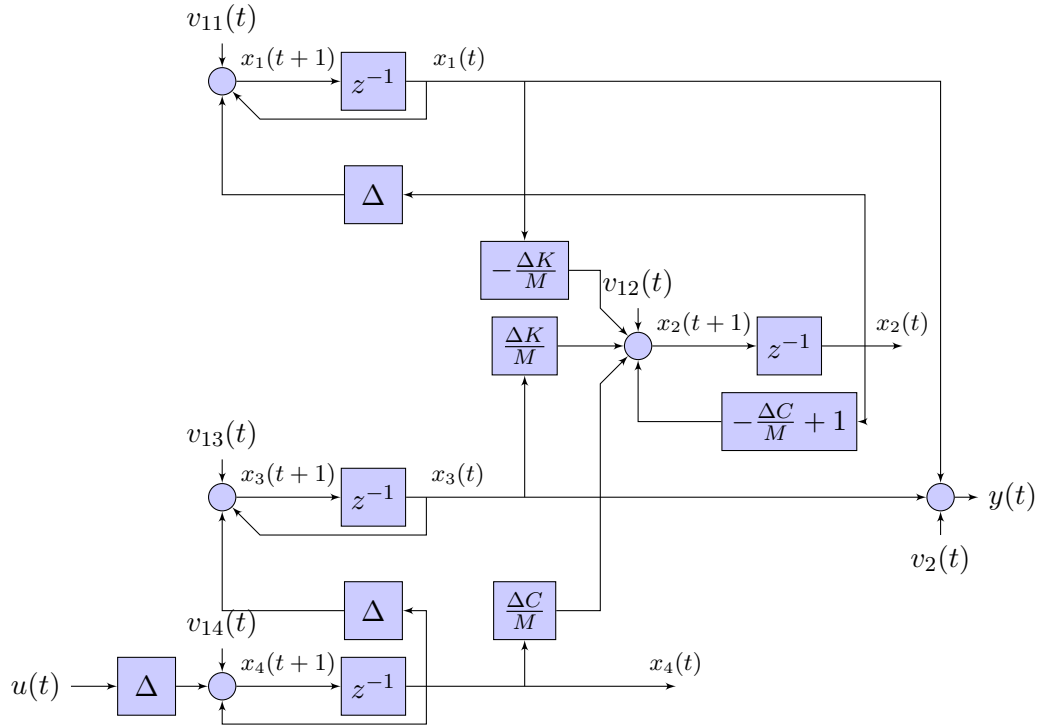 v₁₁(t)
x₁(t+1)
z⁻¹
x₁(t)
Δ
−ΔK/M
v₁₂(t)
ΔK/M
x₂(t+1)
z⁻¹
x₂(t)
−ΔC/M + 1
v₁₃(t)
x₃(t+1)
z⁻¹
x₃(t)
y(t)
v₂(t)
Δ
ΔC/M
v₁₄(t)
u(t)
Δ
x₄(t+1)
z⁻¹
x₄(t)